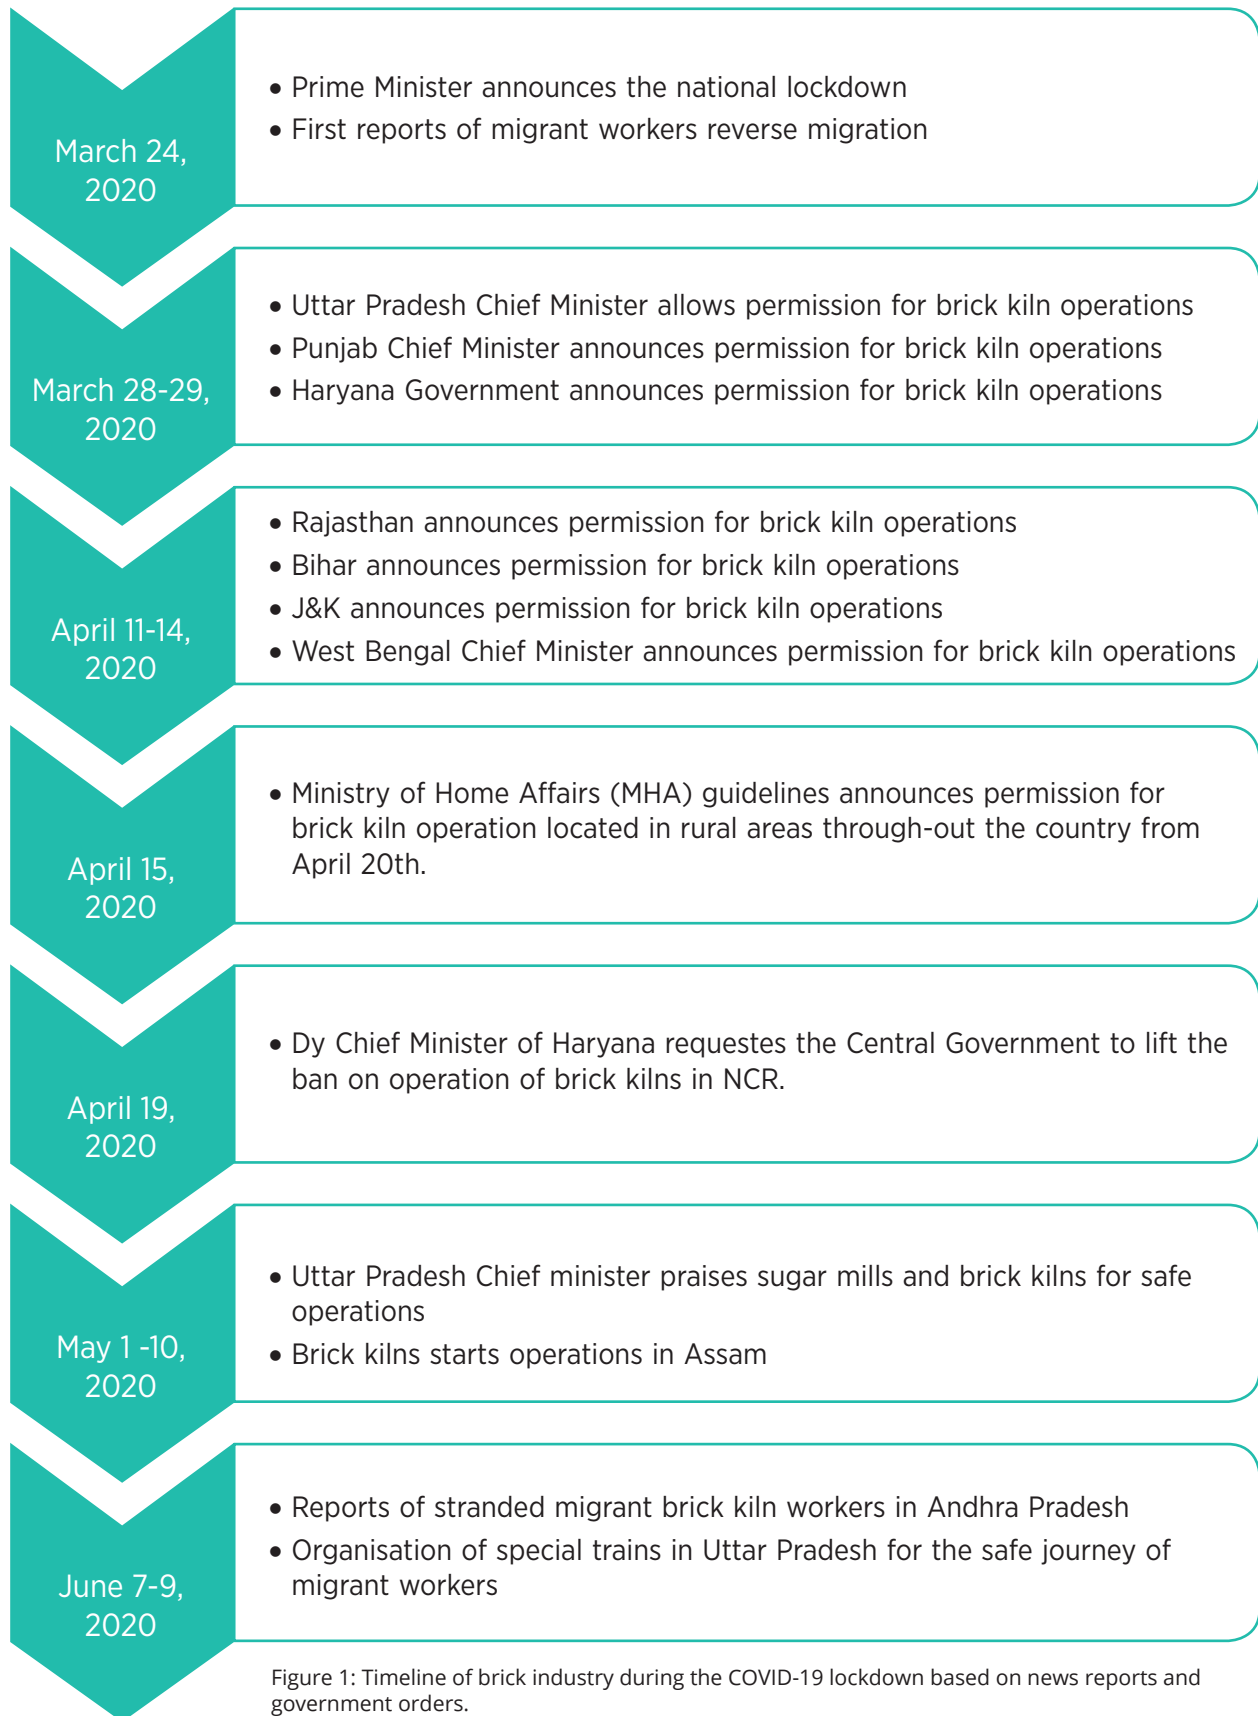 March 24,
2020
• Prime Minister announces the national lockdown
• First reports of migrant workers reverse migration
March 28-29,
2020
• Uttar Pradesh Chief Minister allows permission for brick kiln operations
• Punjab Chief Minister announces permission for brick kiln operations
• Haryana Government announces permission for brick kiln operations
April 11-14,
2020
• Rajasthan announces permission for brick kiln operations
• Bihar announces permission for brick kiln operations
• J&K announces permission for brick kiln operations
• West Bengal Chief Minister announces permission for brick kiln operations
April 15,
2020
• Ministry of Home Affairs (MHA) guidelines announces permission for
brick kiln operation located in rural areas through-out the country from
April 20th.
April 19,
2020
• Dy Chief Minister of Haryana requestes the Central Government to lift the
ban on operation of brick kilns in NCR.
May 1 -10,
2020
• Uttar Pradesh Chief minister praises sugar mills and brick kilns for safe
operations
• Brick kilns starts operations in Assam
June 7-9,
2020
• Reports of stranded migrant brick kiln workers in Andhra Pradesh
• Organisation of special trains in Uttar Pradesh for the safe journey of
migrant workers
Figure 1: Timeline of brick industry during the COVID-19 lockdown based on news reports and
government orders.